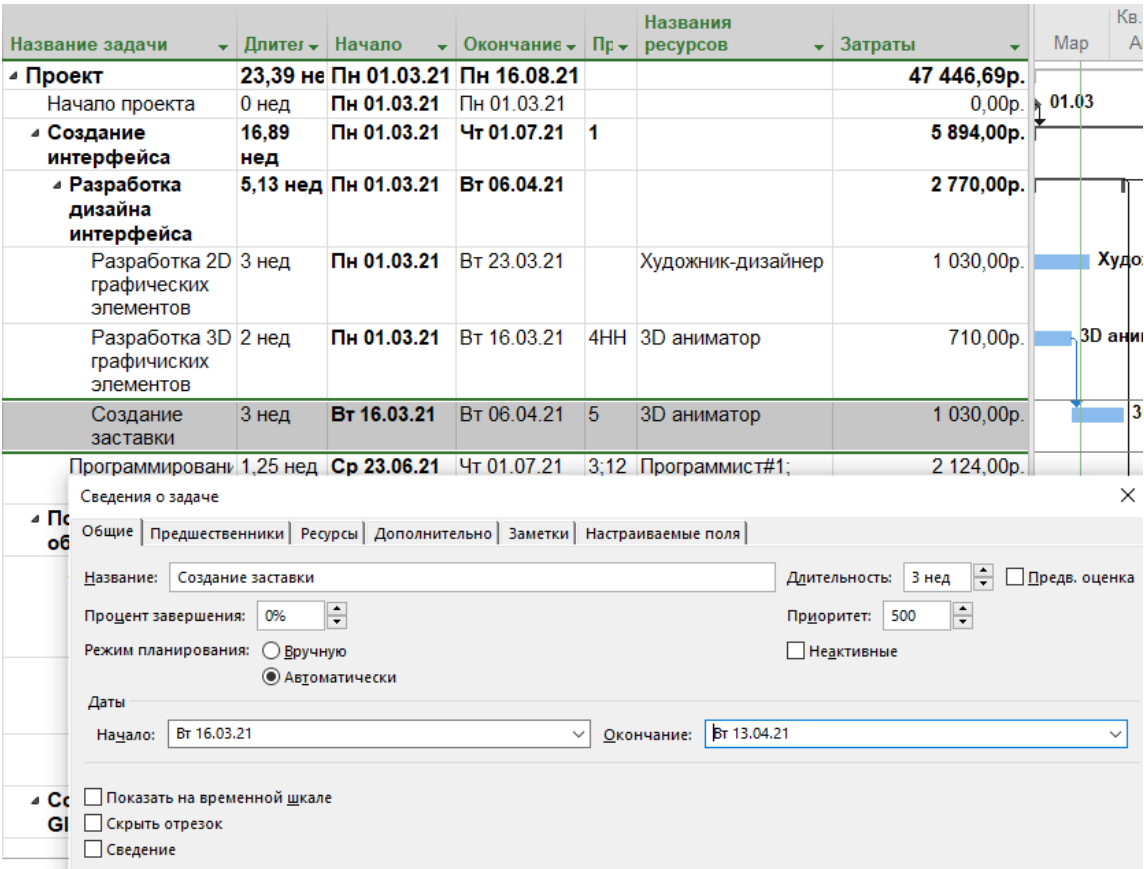 Кв.
Название задачи Длител Начало Окончание Пр Названия ресурсов Затраты Мар
Проект 23,39 не Пн 01.03.21 Пн 16.08.21 47 446,69р.
Начало проекта 0 нед Пн 01.03.21 Пн 01.03.21 0,00р. 01.03
Создание 16,89 Пн 01.03.21 Чт 01.07.21 1 5 894,00р.
интерфейса нед
Разработка 5,13 нед Пн 01.03.21 Вт 06.04.21 2 770,00р.
дизайна
интерфейса
Разработка 2D 3 нед Пн 01.03.21 Вт 23.03.21 Художник-дизайнер 1 030,00р. Худо
графических
элементов
Разработка 3D 2 нед Пн 01.03.21 Вт 16.03.21 4НН 3D аниматор 710,00р. 3D ани
графичиских
элементов
Создание 3 нед Вт 16.03.21 Вт 06.04.21 5 3D аниматор 1 030,00р. 3
заставки
Программировани 1,25 нед Ср 23.06.21 Чт 01.07.21 3;12 Программист#1; 2 124,00р.
Сведения о задаче
По
об
Общие Предшественники Ресурсы Дополнительно Заметки Настраиваемые поля
Название: Создание заставки Длительность: 3 нед Предв. оценка
Процент завершения: 0% Приоритет: 500
Режим планирования: Вручную Неактивные
Автоматически
Даты
Начало: Вт 16.03.21 Окончание: Вт 13.04.21
Со
GI
Показать на временной шкале
Скрыть отрезок
Сведение